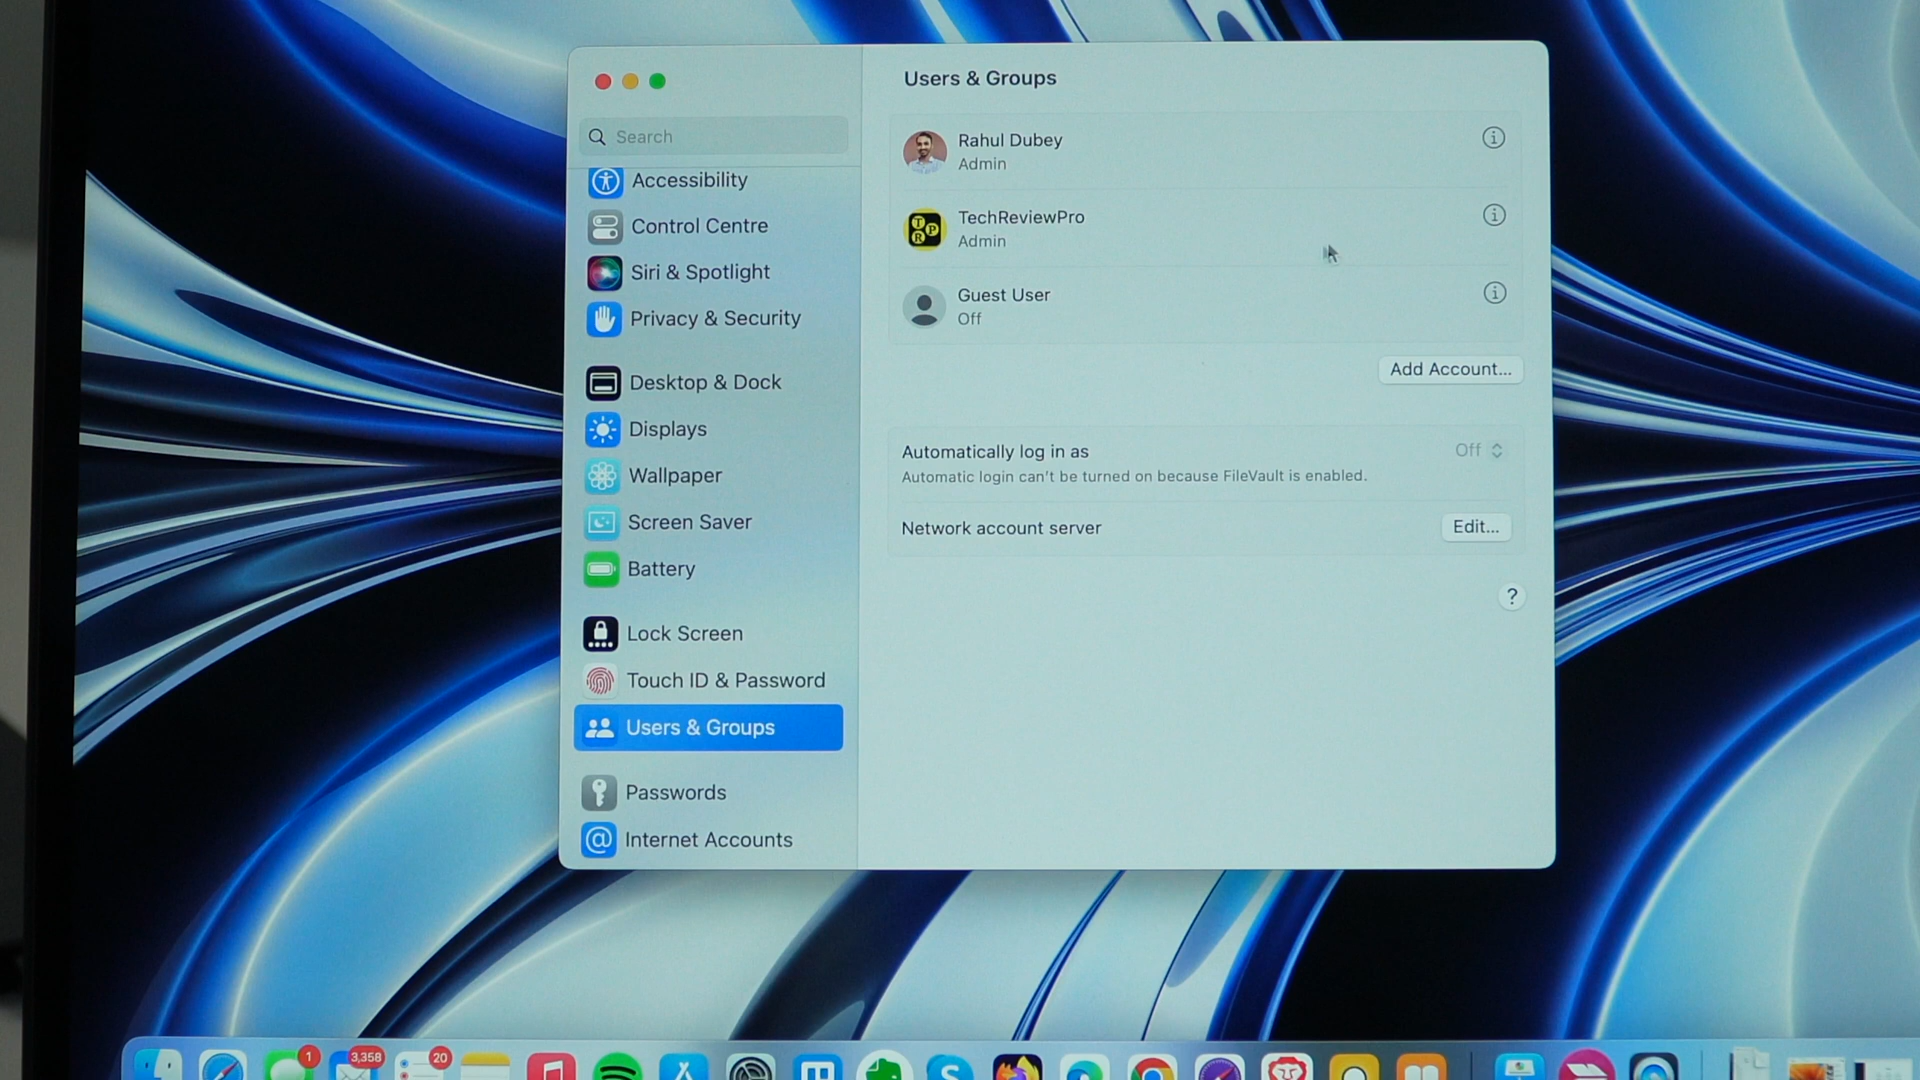 Users & Groups
Search
Accessibility
Control Centre
Siri & Spotlight
Privacy & Security
Desktop & Dock
Displays
Wallpaper
Screen Saver
Battery
Lock Screen
Touch ID & Password
Users & Groups
Passwords
Internet Accounts
Rahul Dubey
Admin
T
P
R
TechReviewPro
Admin
Guest User
Off
Add Account...
Automatically log in as
Off
Automatic login can't be turned on because FileVault is enabled.
Network account server
Edit...
?
1
3,358
20